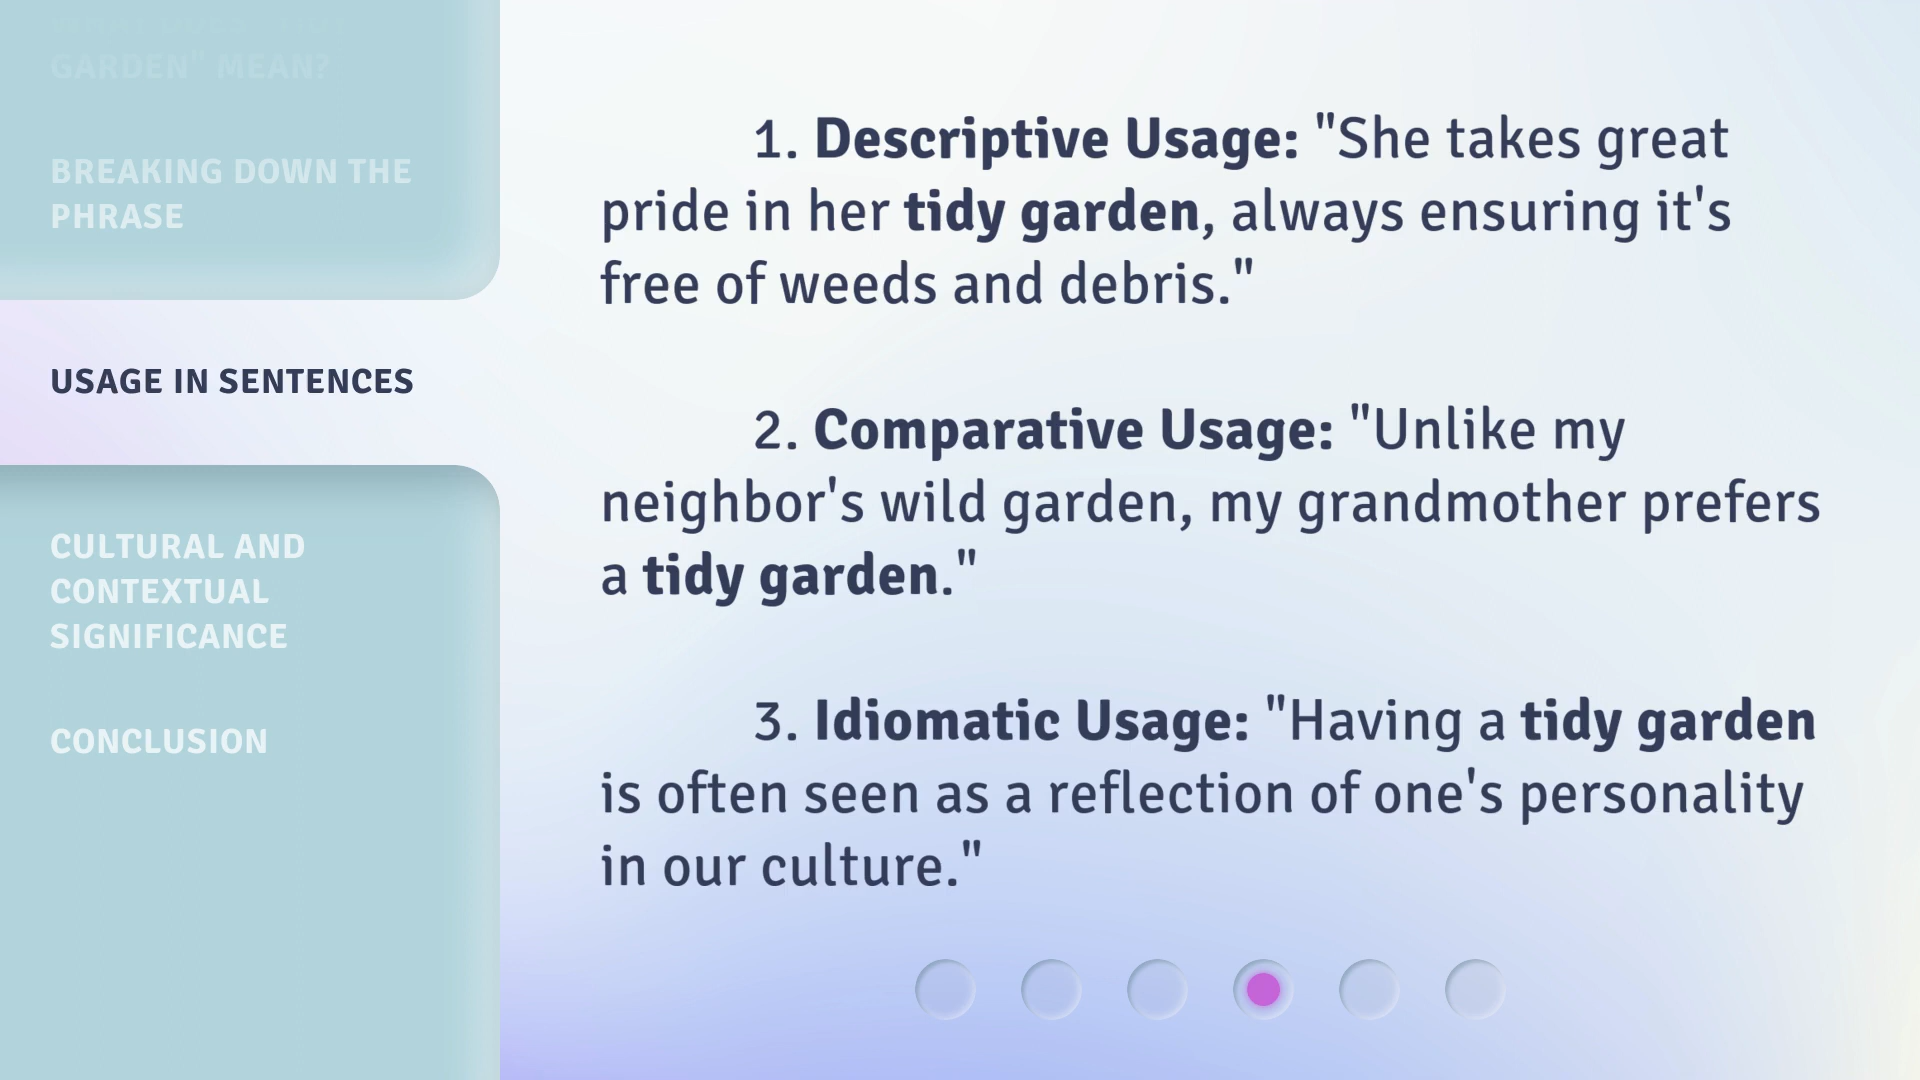 GARDEN" MEAN?
BREAKING DOWN THE
PHRASE
USAGE IN SENTENCES
CULTURAL AND
CONTEXTUAL
SIGNIFICANCE
CONCLUSION
1. Descriptive Usage: "She takes great
pride in her tidy garden, always ensuring it's
free of weeds and debris."
2. Comparative Usage: "Unlike my
neighbor's wild garden, my grandmother prefers
a tidy garden."
3. Idiomatic Usage: "Having a tidy garden
is often seen as a reflection of one's personality
in our culture."